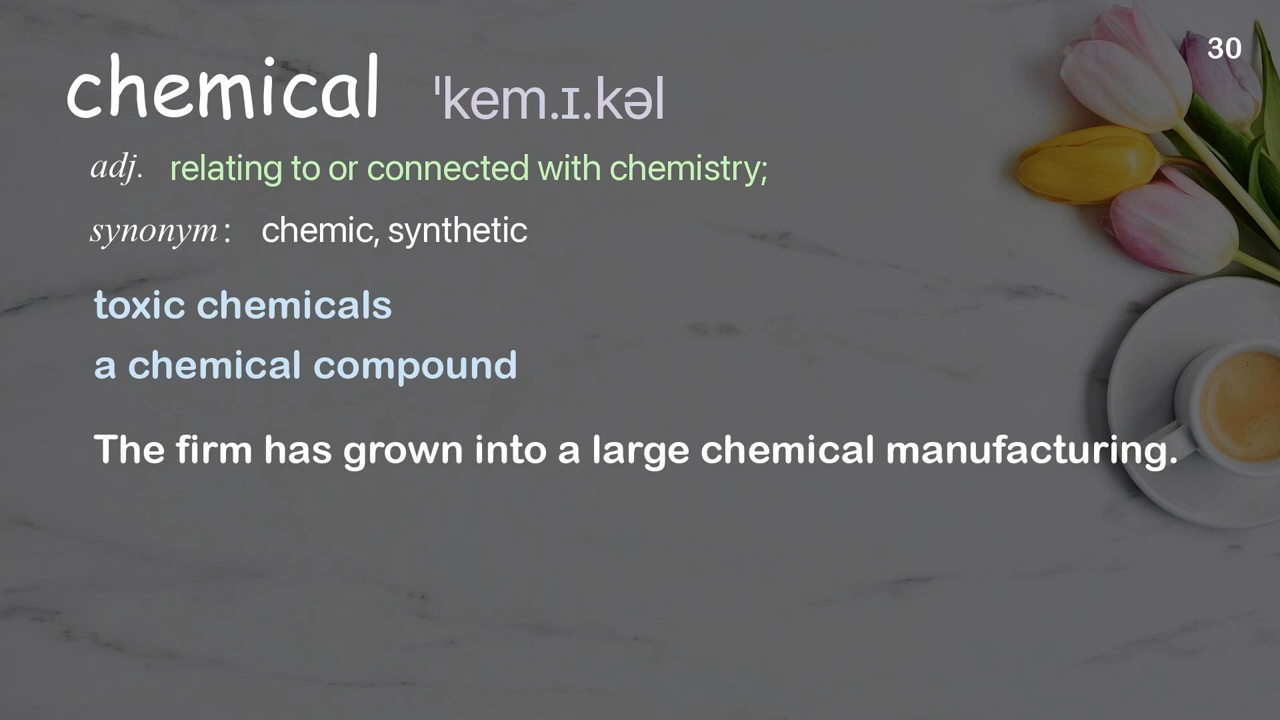 30
chemical ˈkem.ɪ.kəl
adj. relating to or connected with chemistry;
synonym : chemic, synthetic
toxic chemicals
a chemical compound
The firm has grown into a large chemical manufacturing.